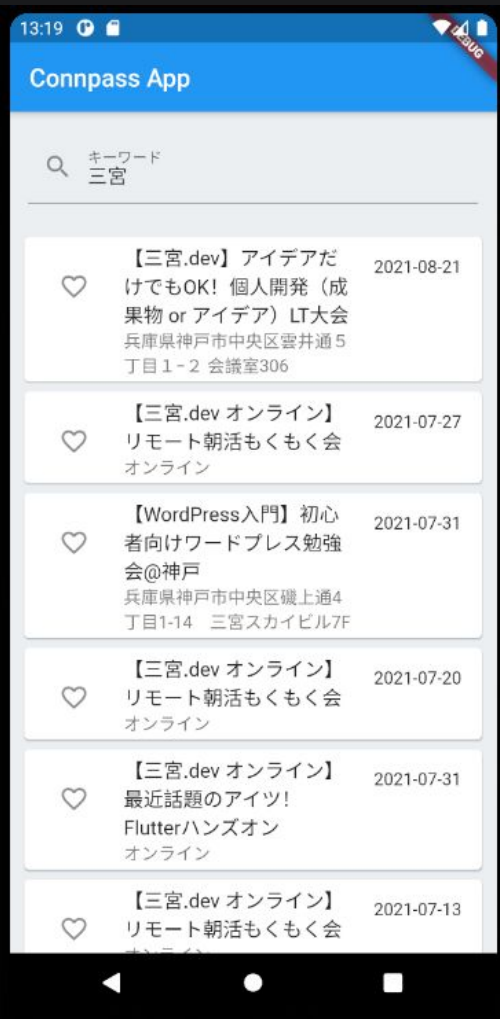 13:19
DEBUG
Connpass App
キーワード
三宮
【三宮.dev】アイデアだ
けでもOK！個人開発（成
果物 or アイデア）LT大会
兵庫県神戸市中央区雲井通５
丁目１−２ 会議室306
2021-08-21
【三宮.dev オンライン】
リモート朝活もくもく会
オンライン
2021-07-27
【WordPress入門】初心
者向けワードプレス勉強
会@神戸
兵庫県神戸市中央区磯上通4
丁目1-14　三宮スカイビル7F
2021-07-31
【三宮.dev オンライン】
リモート朝活もくもく会
オンライン
2021-07-20
【三宮.dev オンライン】
最近話題のアイツ！
Flutterハンズオン
オンライン
2021-07-31
【三宮.dev オンライン】
リモート朝活もくもく会
オンライン
2021-07-13